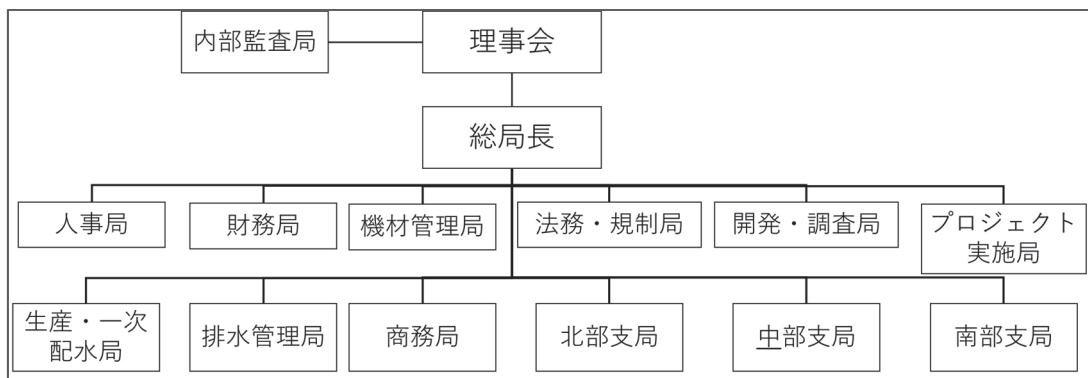 内部監査局
理事会
総局長
人事局
財務局
機材管理局
法務・規制局
開発・調査局
プロジェクト
実施局
生産・一次
配水局
排水管理局
商務局
北部支局
中部支局
南部支局